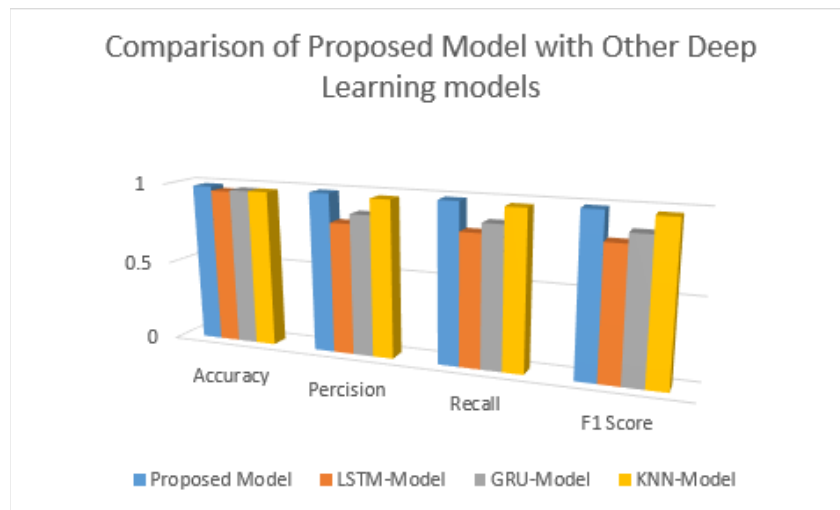 Comparison of Proposed Model with Other Deep
Learning models
1
0.5
0
Accuracy
Percision
Recall
F1 Score
Proposed Model
LSTM-Model
GRU-Model
KNN-Model